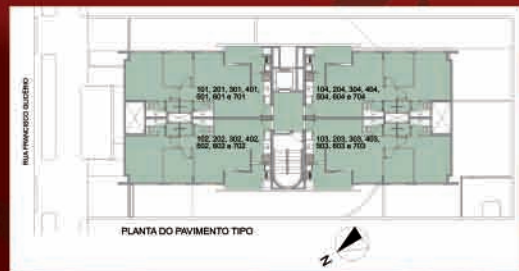 RUA FRANCISCO GLICÉRIO
101, 201, 301, 401,
501, 601 e 701
104, 204, 304, 404,
504, 604 e 704
102, 202, 302, 402,
502, 602 e 702
103, 203, 303, 403,
503, 603 e 703
PLANTA DO PAVIMENTO TIPO
N